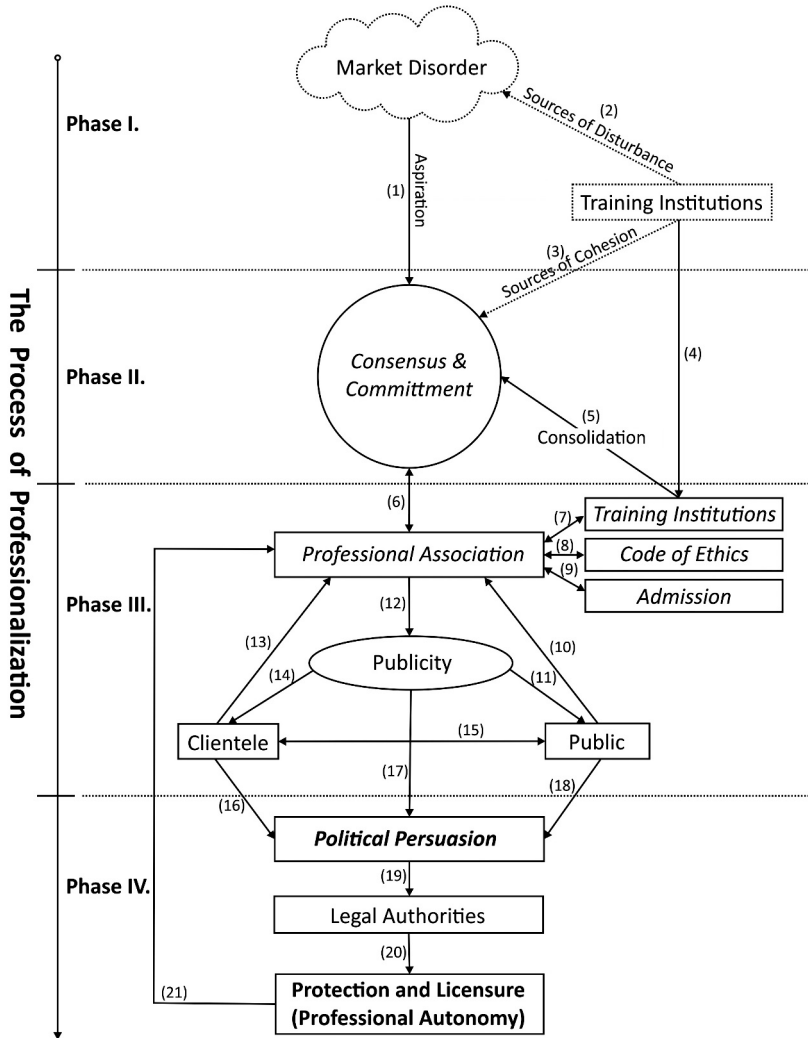 Market Disorder
(2)
Sources of Disturbance
Phase I.
(1)
Aspiration
Training Institutions
(3)
Sources of Cohesion
The Process of Professionalization
Phase II.
Consensus &
Committment
(4)
(5)
Consolidation
(6)
(7)
Training Institutions
Professional Association
(8)
Code of Ethics
(9)
Admission
Phase III.
(12)
(13)
(10)
Publicity
(14)
(11)
Clientele
(15)
Public
(17)
(16)
(18)
Political Persuasion
Phase IV.
(19)
Legal Authorities
(20)
(21)
Protection and Licensure
(Professional Autonomy)